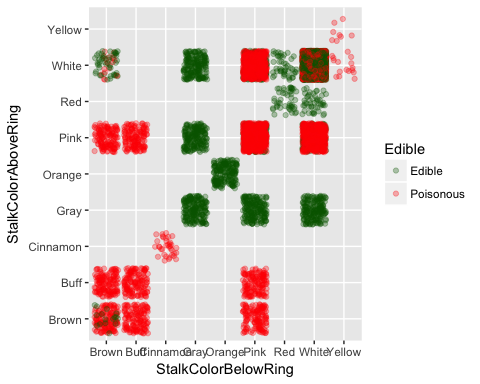 StalkColorAboveRing
Yellow
White
Red
Pink
Orange
Gray
Cinnamon
Buff
Brown
Brown Buff Cinnamon Gray Orange Pink Red White Yellow
StalkColorBelowRing
Edible
Edible
Poisonous